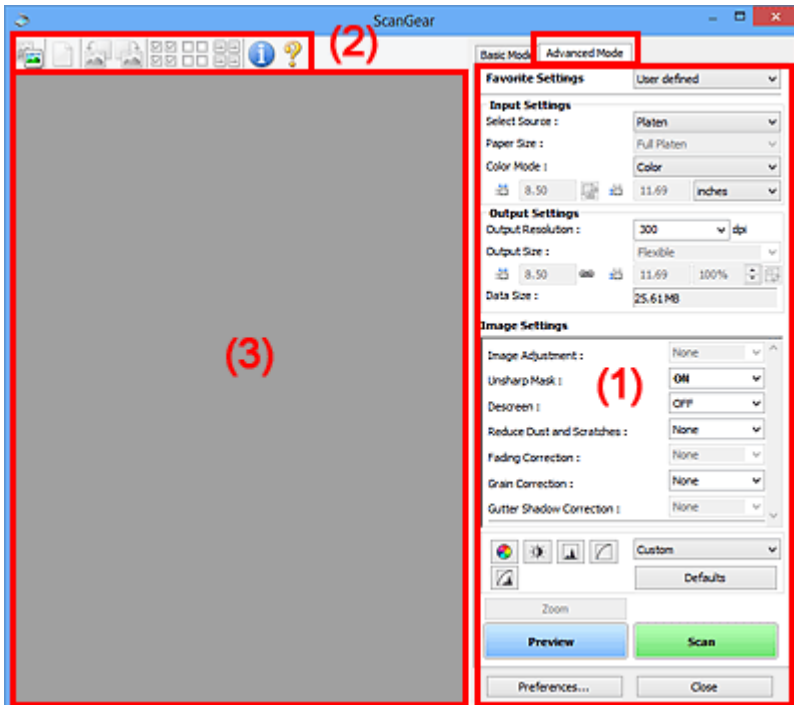 ScanGear
(2)
Basic Mode Advanced Mode
Favorite Settings User defined
Input Settings
Select Source : Platen
Paper Size : Full Platen
Color Mode : Color
8.50 11.69 inches
Output Settings
Output Resolution : 300 dpi
Output Size : Flexible
8.50 11.69 100%
Data Size : 25.61 MB
Image Settings
(3)
(1)
Image Adjustment : None
Unsharp Mask : ON
Descreen : OFF
Reduce Dust and Scratches : None
Fading Correction : None
Grain Correction : None
Gutter Shadow Correction : None
Custom
Defaults
Zoom
Preview Scan
Preferences... Close